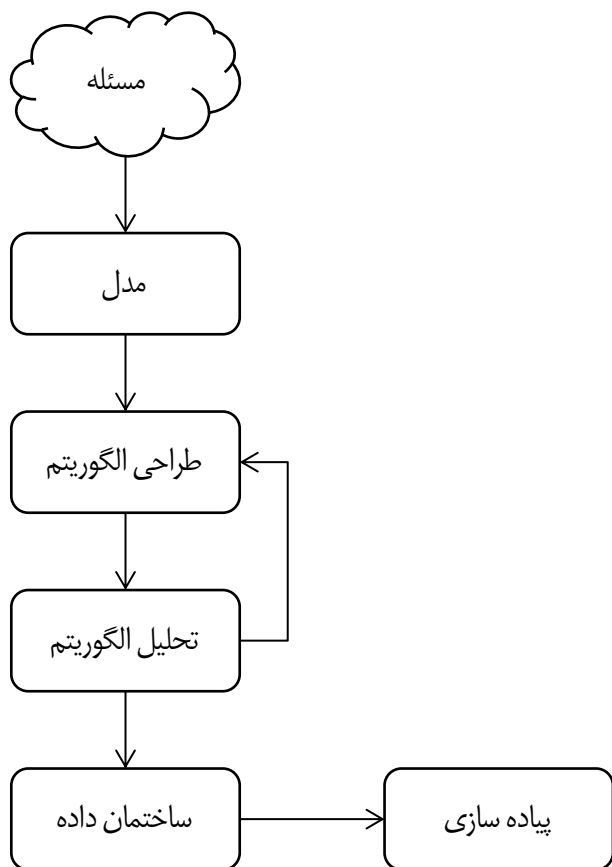 مسئله
مدل
طراحی الگوریتم
تحلیل الگوریتم
ساختمان داده
پیاده سازی